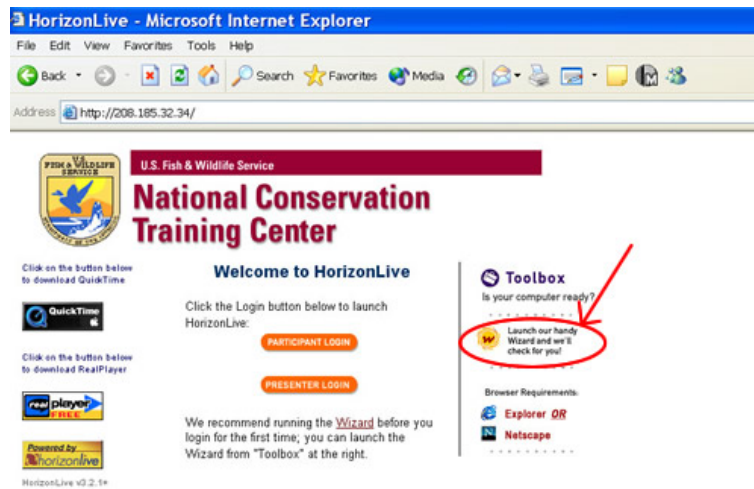 HorizonLive - Microsoft Internet Explorer
File Edit View Favorites Tools Help
Back Search Favorites Media
Address http://208.185.32.34/
FISH & WILDLIFE
SERVICE
U.S. Fish & Wildlife Service
National Conservation
Training Center
Click on the button below
to download QuickTime
QuickTime
Click on the button below
to download RealPlayer
real player
FREE
Powered by
horizonlive
HorizonLive v3.2.1+
Welcome to HorizonLive
Click the Login button below to launch
HorizonLive:
PARTICIPANT LOGIN
PRESENTER LOGIN
We recommend running the Wizard before you
login for the first time; you can launch the
Wizard from "Toolbox" at the right.
Toolbox
Is your computer ready?
Launch our handy
Wizard and we'll
check for you!
Browser Requirements:
Explorer OR
Netscape